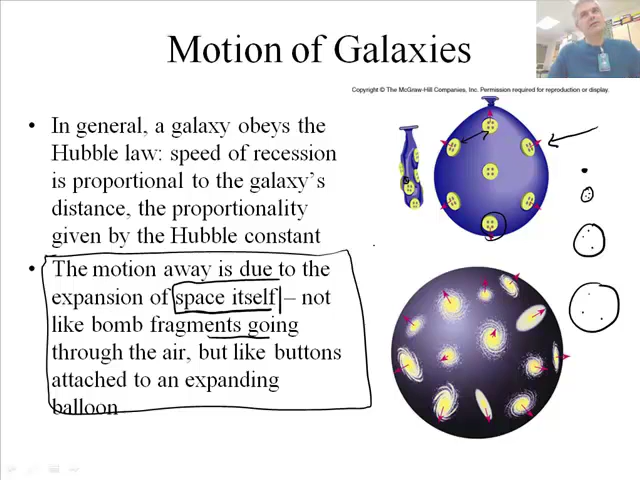 Motion of Galaxies
Copyright © The McGraw-Hill Companies, Inc. Permission required for reproduction or display.
• In general, a galaxy obeys the
Hubble law: speed of recession
is proportional to the galaxy's
distance, the proportionality
given by the Hubble constant
• The motion away is due to the
expansion of space itself – not
like bomb fragments going
through the air, but like buttons
attached to an expanding
balloon